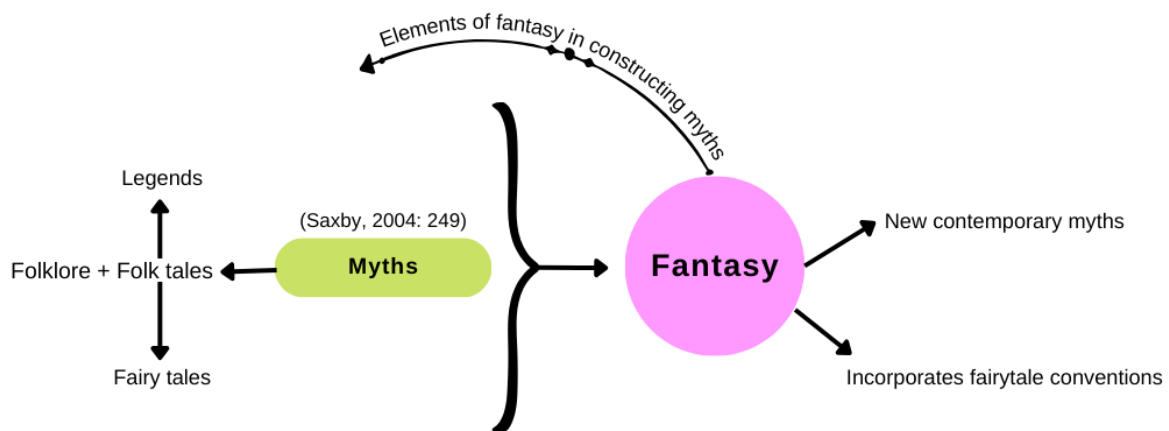 Elements of fantasy in constructing myths
Legends
(Saxby, 2004: 249)
New contemporary myths
Folklore + Folk tales
Myths
Fantasy
Fairy tales
Incorporates fairytale conventions